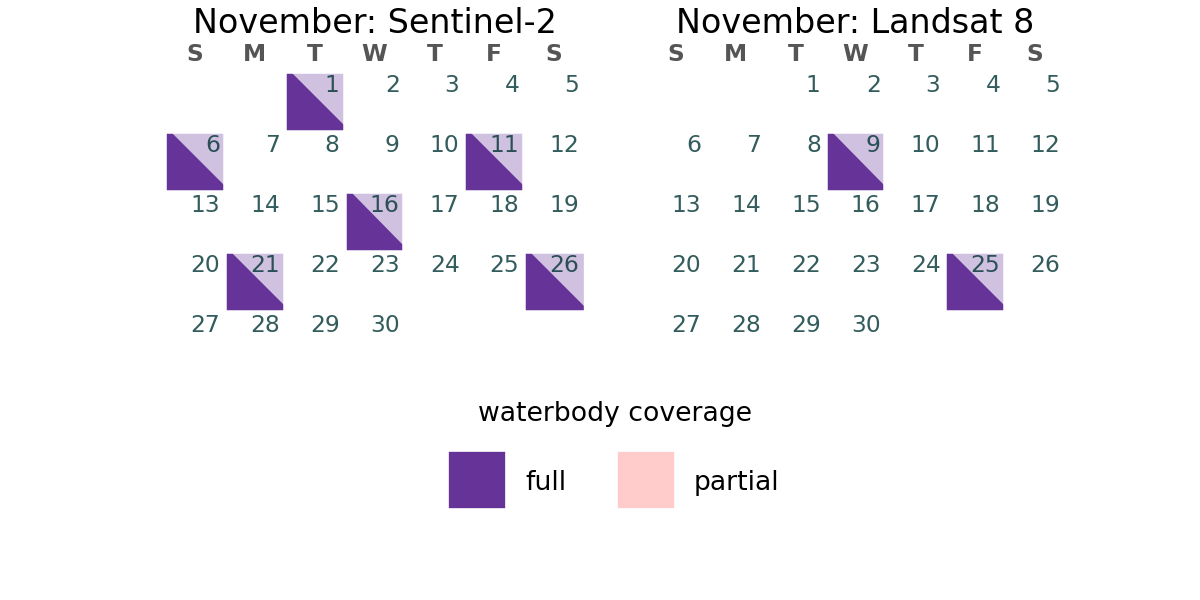 November: Sentinel-2
S M T W T F S
1 2 3 4 5
6 7 8 9 10 11 12
13 14 15 16 17 18 19
20 21 22 23 24 25 26
27 28 29 30
November: Landsat 8
S M T W T F S
1 2 3 4 5
6 7 8 9 10 11 12
13 14 15 16 17 18 19
20 21 22 23 24 25 26
27 28 29 30
waterbody coverage
full partial